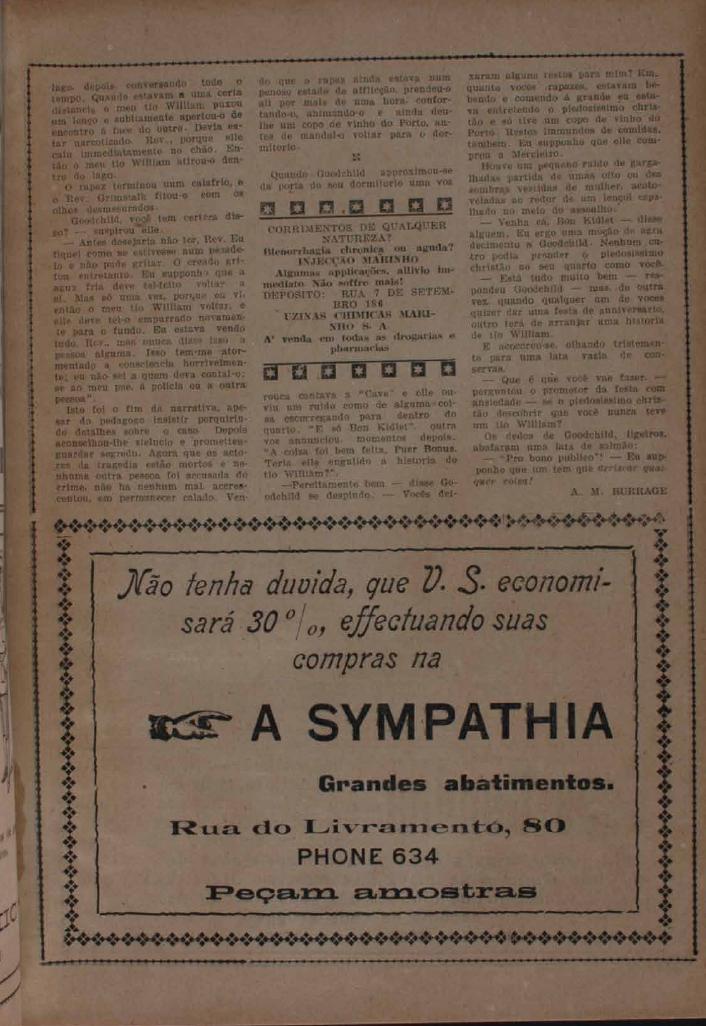 lago, depois conversando todo o
tempo. Quando estavam a uma certa
distancia o meu tio William puxou
um lenço e subitamente apertou-o de
encontro á face do outro. Devia es-
tar narcotizado, Rev., porque elle
caiu immediatamente no chão. En-
tão o meu tio William atirou-o den-
tro do lago.
O rapaz terminou num calafrio, e
o Rev. Grimstalk fitou-o com os
olhos desmesurados.
Goodchild, você tem certeza dis-
so? — suspirou elle.
— Antes desejaria não ter, Rev. Eu
fiquei como se estivesse num pesade-
lo e não pude gritar. O creado gri-
tou entretanto. Eu supponho que a
agua fria deve tel-feito voltar a
si. Mas só uma vez, porque eu vi
então o meu tio William voltar, e
elle deve tel-o empurrado novamen-
te para o fundo. Eu estava vendo
tudo, Rev., mas nunca disse isso a
pessoa alguma. Isso tem-me ator-
mentado a consciencia horrivelmen-
te; eu não sei a quem deva contal-o;
se ao meu pae, á policia ou a outra
pessoa".
Isto foi o fim da narrativa, ape-
sar do pedagogo insistir porquirin-
do detalhes sobre o caso. Depois
aconselhou-lhe silencio e prometteu-
guardar segredo. Agora que os acto-
res da tragedia estão mortos e ne-
nhuma outra pessoa foi accusada do
crime, não ha nenhum mal, acres-
centou, em permanecer calado. Ven-
do que o rapaz ainda estava num
penoso estado de afflicção, prendeu-o
ali por mais de uma hora, confor-
tando-o, animando-o e ainda deu-
lhe um copo de vinho do Porto, an-
tes de mandal-o voltar para o dor-
mitorio.
Quando Goodchild approximou-se
da porta do seu dormitorio uma voz
CORRIMENTOS DE QUALQUER
NATUREZA?
Blenorrhagia chronica ou aguda?
INJECÇAO MARINHO
Algumas applicações, allivio im-
mediato Não soffre mais!
DEPOSITO: RUA 7 DE SETEM-
BRO 186
UZINAS CHIMICAS MARI-
NHO S. A.
A' venda em todas as drogarias e
pharmacias
rouca cantava a "Cave" e elle ou-
viu um ruido como de alguma coi-
sa escorregando para dentro do
quarto. "E só Bon Kidlet", outra
voz annunciou, momentos depois.
"A coiza foi bem feita, Puer Bonus.
Teria elle engulido a historia do
tio William?".
—Pereitamente bem — disse Go-
odchild se despindo. — Vocês dei-
xaram alguns restos para mim? Em-
quanto vocês rapazes, estavam be-
bendo e comendo á grande eu esta-
va entretendo o piedosissimo chris-
tão e só tive um copo de vinho do
Porto. Restos immundos de comidas,
tambem. Eu supponho que elle com-
prou a Mercieiro.
Houve um pequeno ruido de garga-
lhadas partida de umas oito ou dez
sombras vestidas de mulher, acoto-
veladas ao redor de um lençol espa-
lhado no meio do assoalho.
— Venha cá, Bon Kidlet — disse
alguem. Eu ergo uma moção de agra
decimento a Goodchild. Nenhum ou-
tro podia prender o piedosissimo
christão no seu quarto como você.
— Está tudo muito bem — res-
pondeu Goodchild — mas, de outra
vez, quando qualquer um de voces
quizer dar uma festa de anniversario,
outro terá de arranjar uma historia
de tio William.
E acocorou-se, olhando tristemen-
te para uma lata vazia de con-
servas.
— Que é que você vae fazer, —
perguntou o promotor da festa com
anxiedade — se o piedosissimo chris-
tão descobrir que você nunca teve
um tio William?
Os dedos de Goodchild, ligeiros,
abafaram uma lata de salmão:
— "Pro bono publico"! — Eu sup-
ponho que um tem que
A. M. BURRAGE
Não tenha duvida, que V. S. economi-
sará 30 %, effectuando suas
compras na
A SYMPATHIA
Grandes abatimentos.
Rua do Livramento, 80
PHONE 634
Peçam amostras